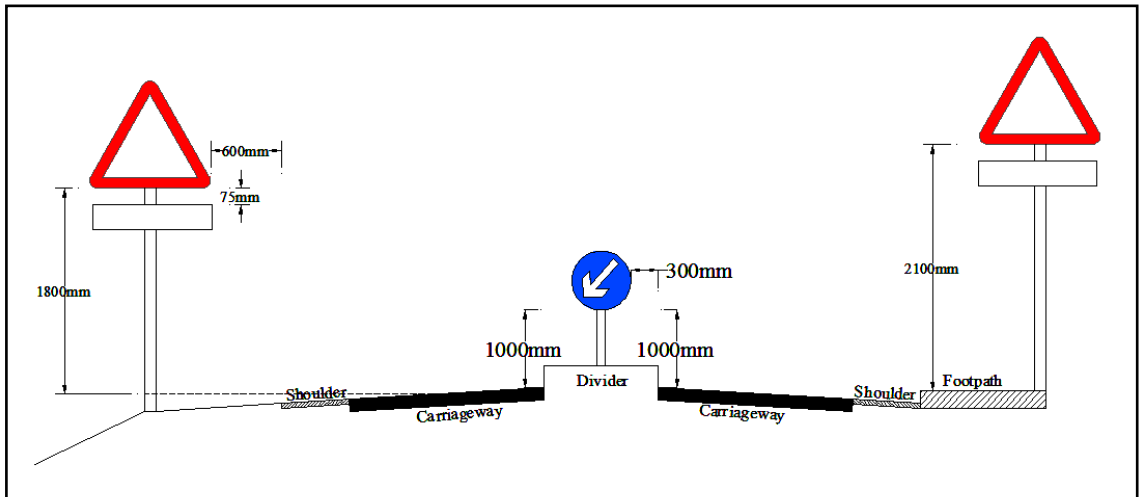 600mm
75mm
1800mm
300mm
2100mm
1000mm
1000mm
Divider
Shoulder
Carriageway
Carriageway
Shoulder
Footpath